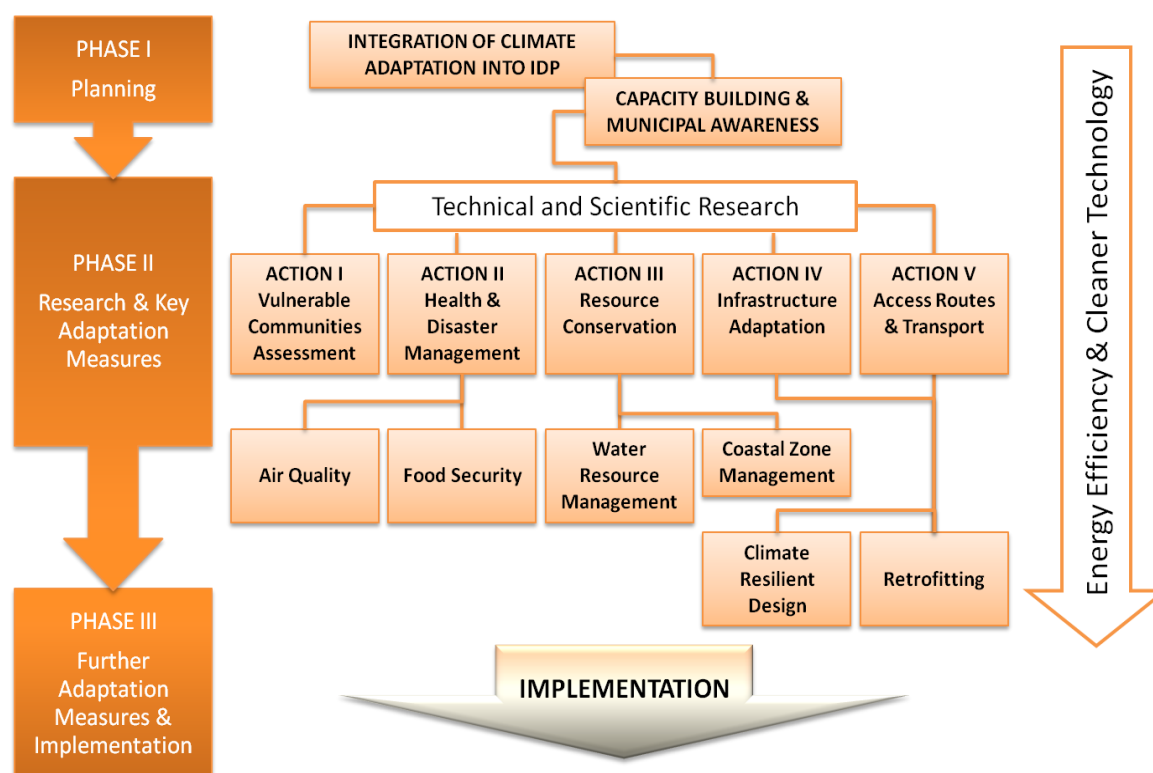 PHASE I
Planning
INTEGRATION OF CLIMATE
ADAPTATION INTO IDP
CAPACITY BUILDING &
MUNICIPAL AWARENESS
PHASE II
Research & Key
Adaptation
Measures
Technical and Scientific Research
ACTION I
Vulnerable
Communities
Assessment
ACTION II
Health &
Disaster
Management
ACTION III
Resource
Conservation
ACTION IV
Infrastructure
Adaptation
ACTION V
Access Routes
& Transport
Air Quality
Food Security
Water
Resource
Management
Coastal Zone
Management
Climate
Resilient
Design
Retrofitting
PHASE III
Further
Adaptation
Measures &
Implementation
IMPLEMENTATION
Energy Efficiency & Cleaner Technology